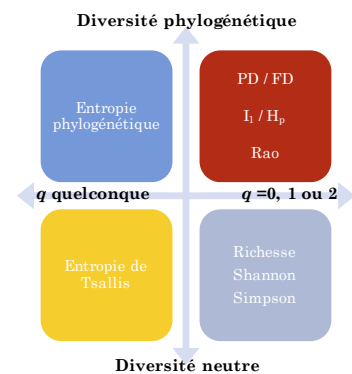 Diversité phylogénétique
Entropie
phylogénétique
PD / FD
I₁ / Hₚ
Rao
q quelconque
q =0, 1 ou 2
Entropie de
Tsallis
Richesse
Shannon
Simpson
Diversité neutre